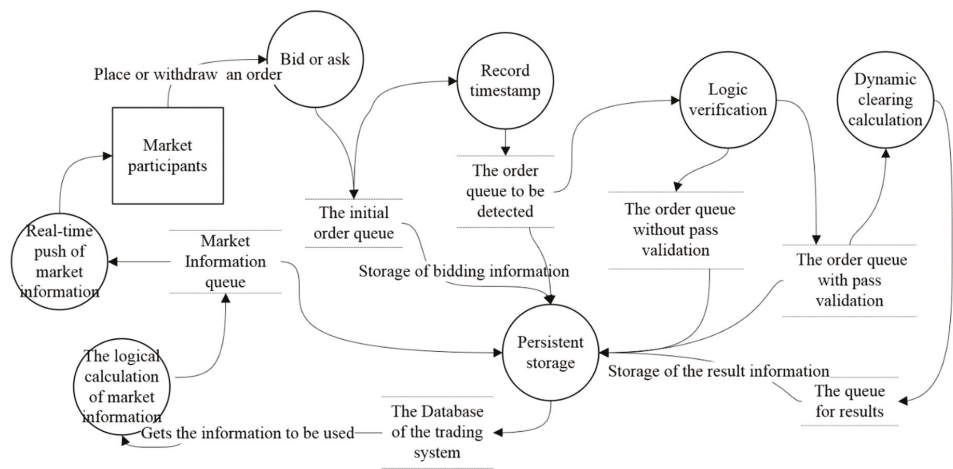 Bid or ask
Place or withdraw an order
Record
timestamp
Logic
verification
Dynamic
clearing
calculation
Market
participants
The order
queue to be
detected
The initial
order queue
The order queue
without pass
validation
The order queue
with pass
validation
Real-time
push of
market
information
Market
Information
queue
Storage of bidding information
Persistent
storage
Storage of the result information
The logical
calculation
of market
information
The queue
for results
The Database
of the trading
system
Gets the information to be used